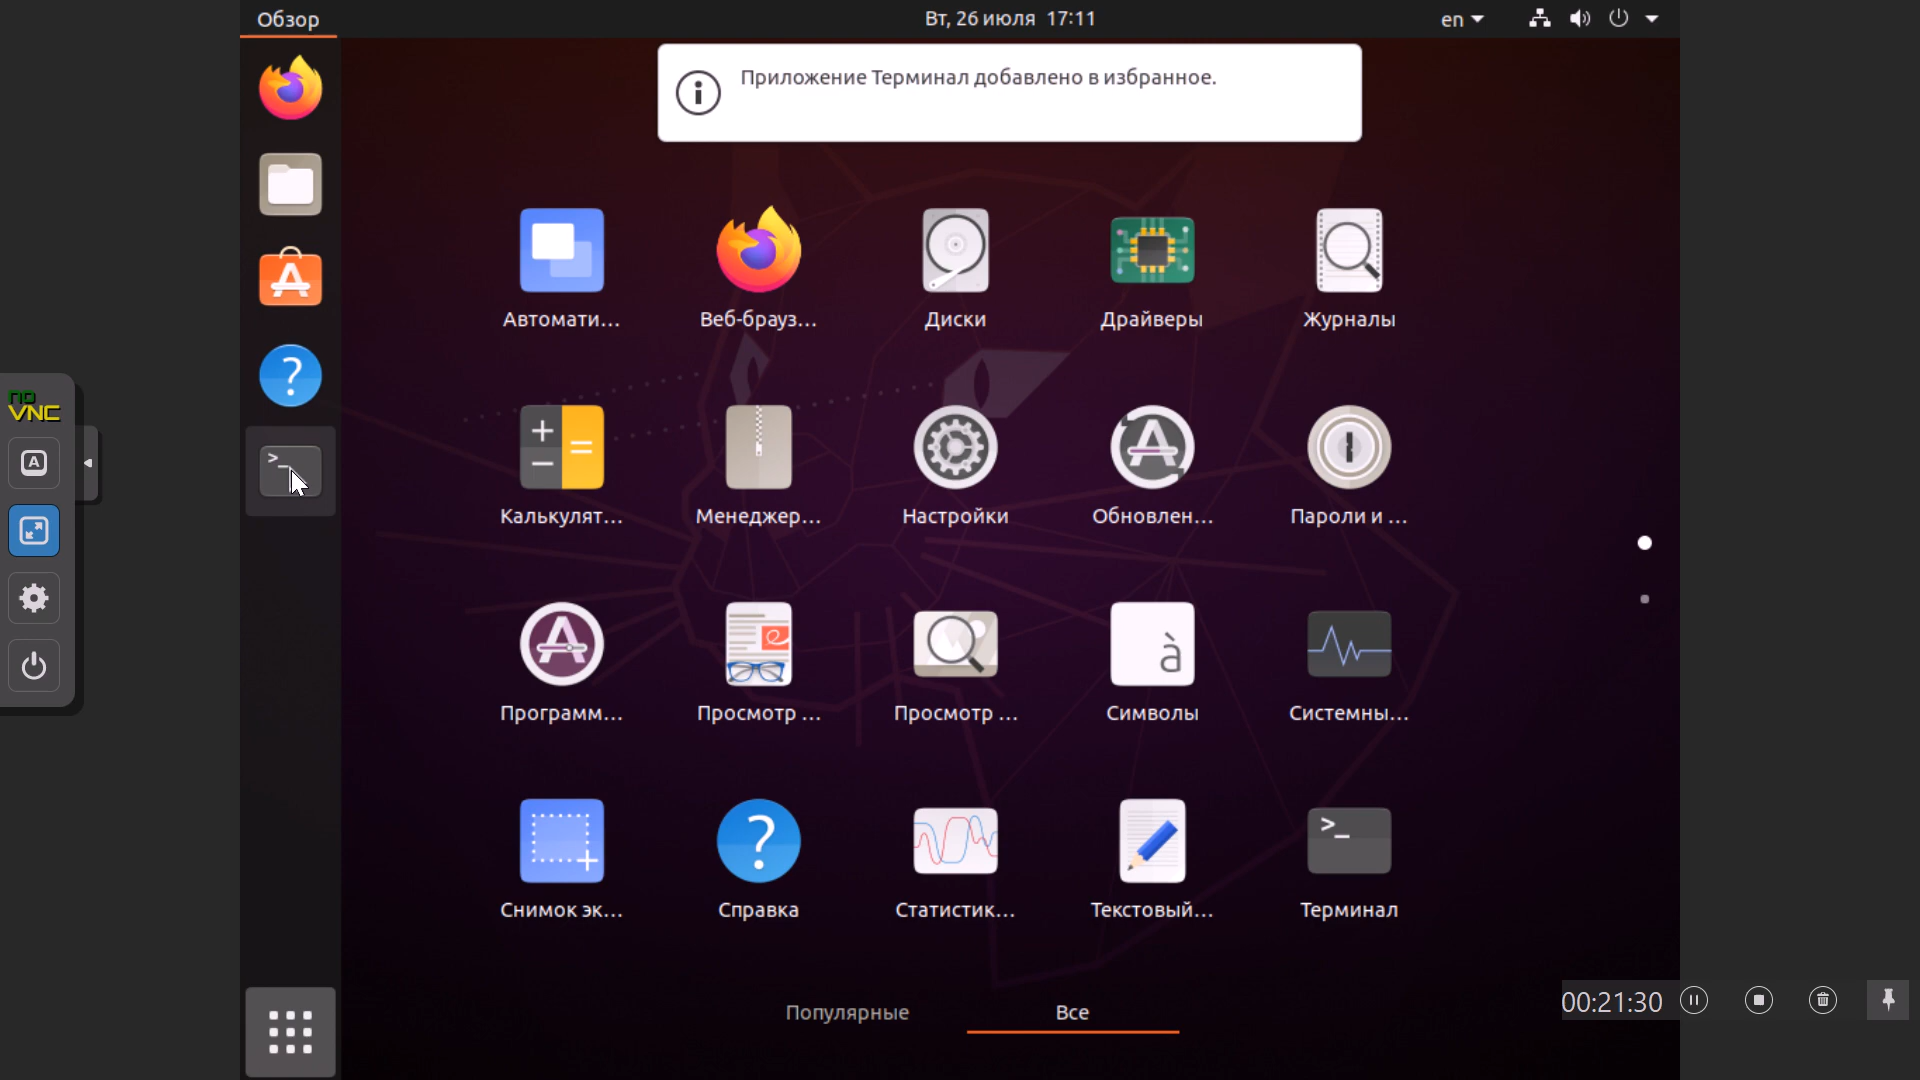 Обзор
Вт, 26 июля 17:11
en
Приложение Терминал добавлено в избранное.
Автомати...
Веб-брауз...
Диски
Драйверы
Журналы
no
VNC
A
Калькулят...
Менеджер...
Настройки
Обновлен...
Пароли и ...
Программ...
Просмотр ...
Просмотр ...
à
Символы
Системны...
Снимок эк...
Справка
Статистик...
Текстовый...
>_
Терминал
Популярные
Все
00:21:30